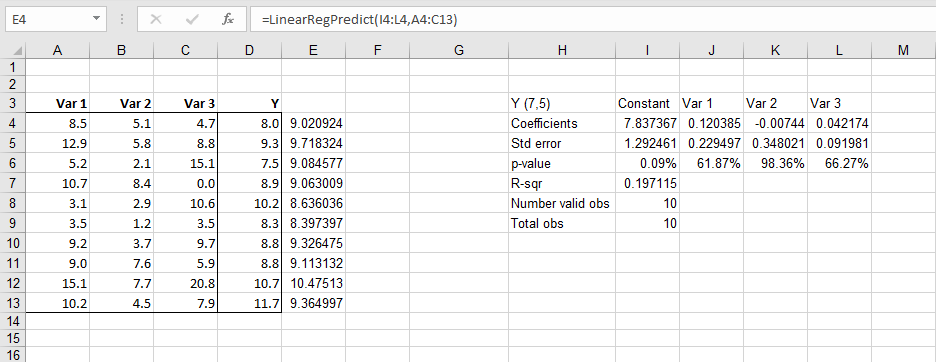 E4 fx =LinearRegPredict(I4:L4,A4:C13)
A B C D E F G H I J K L M
1
2
3 Var 1 Var 2 Var 3 Y Y (7,5) Constant Var 1 Var 2 Var 3
4 8.5 5.1 4.7 8.0 9.020924 Coefficients 7.837367 0.120385 -0.00744 0.042174
5 12.9 5.8 8.8 9.3 9.718324 Std error 1.292461 0.229497 0.348021 0.091981
6 5.2 2.1 15.1 7.5 9.084577 p-value 0.09% 61.87% 98.36% 66.27%
7 10.7 8.4 0.0 8.9 9.063009 R-sqr 0.197115
8 3.1 2.9 10.6 10.2 8.636036 Number valid obs 10
9 3.5 1.2 3.5 8.3 8.397397 Total obs 10
10 9.2 3.7 9.7 8.8 9.326475
11 9.0 7.6 5.9 8.8 9.113132
12 15.1 7.7 20.8 10.7 10.47513
13 10.2 4.5 7.9 11.7 9.364997
14
15
16